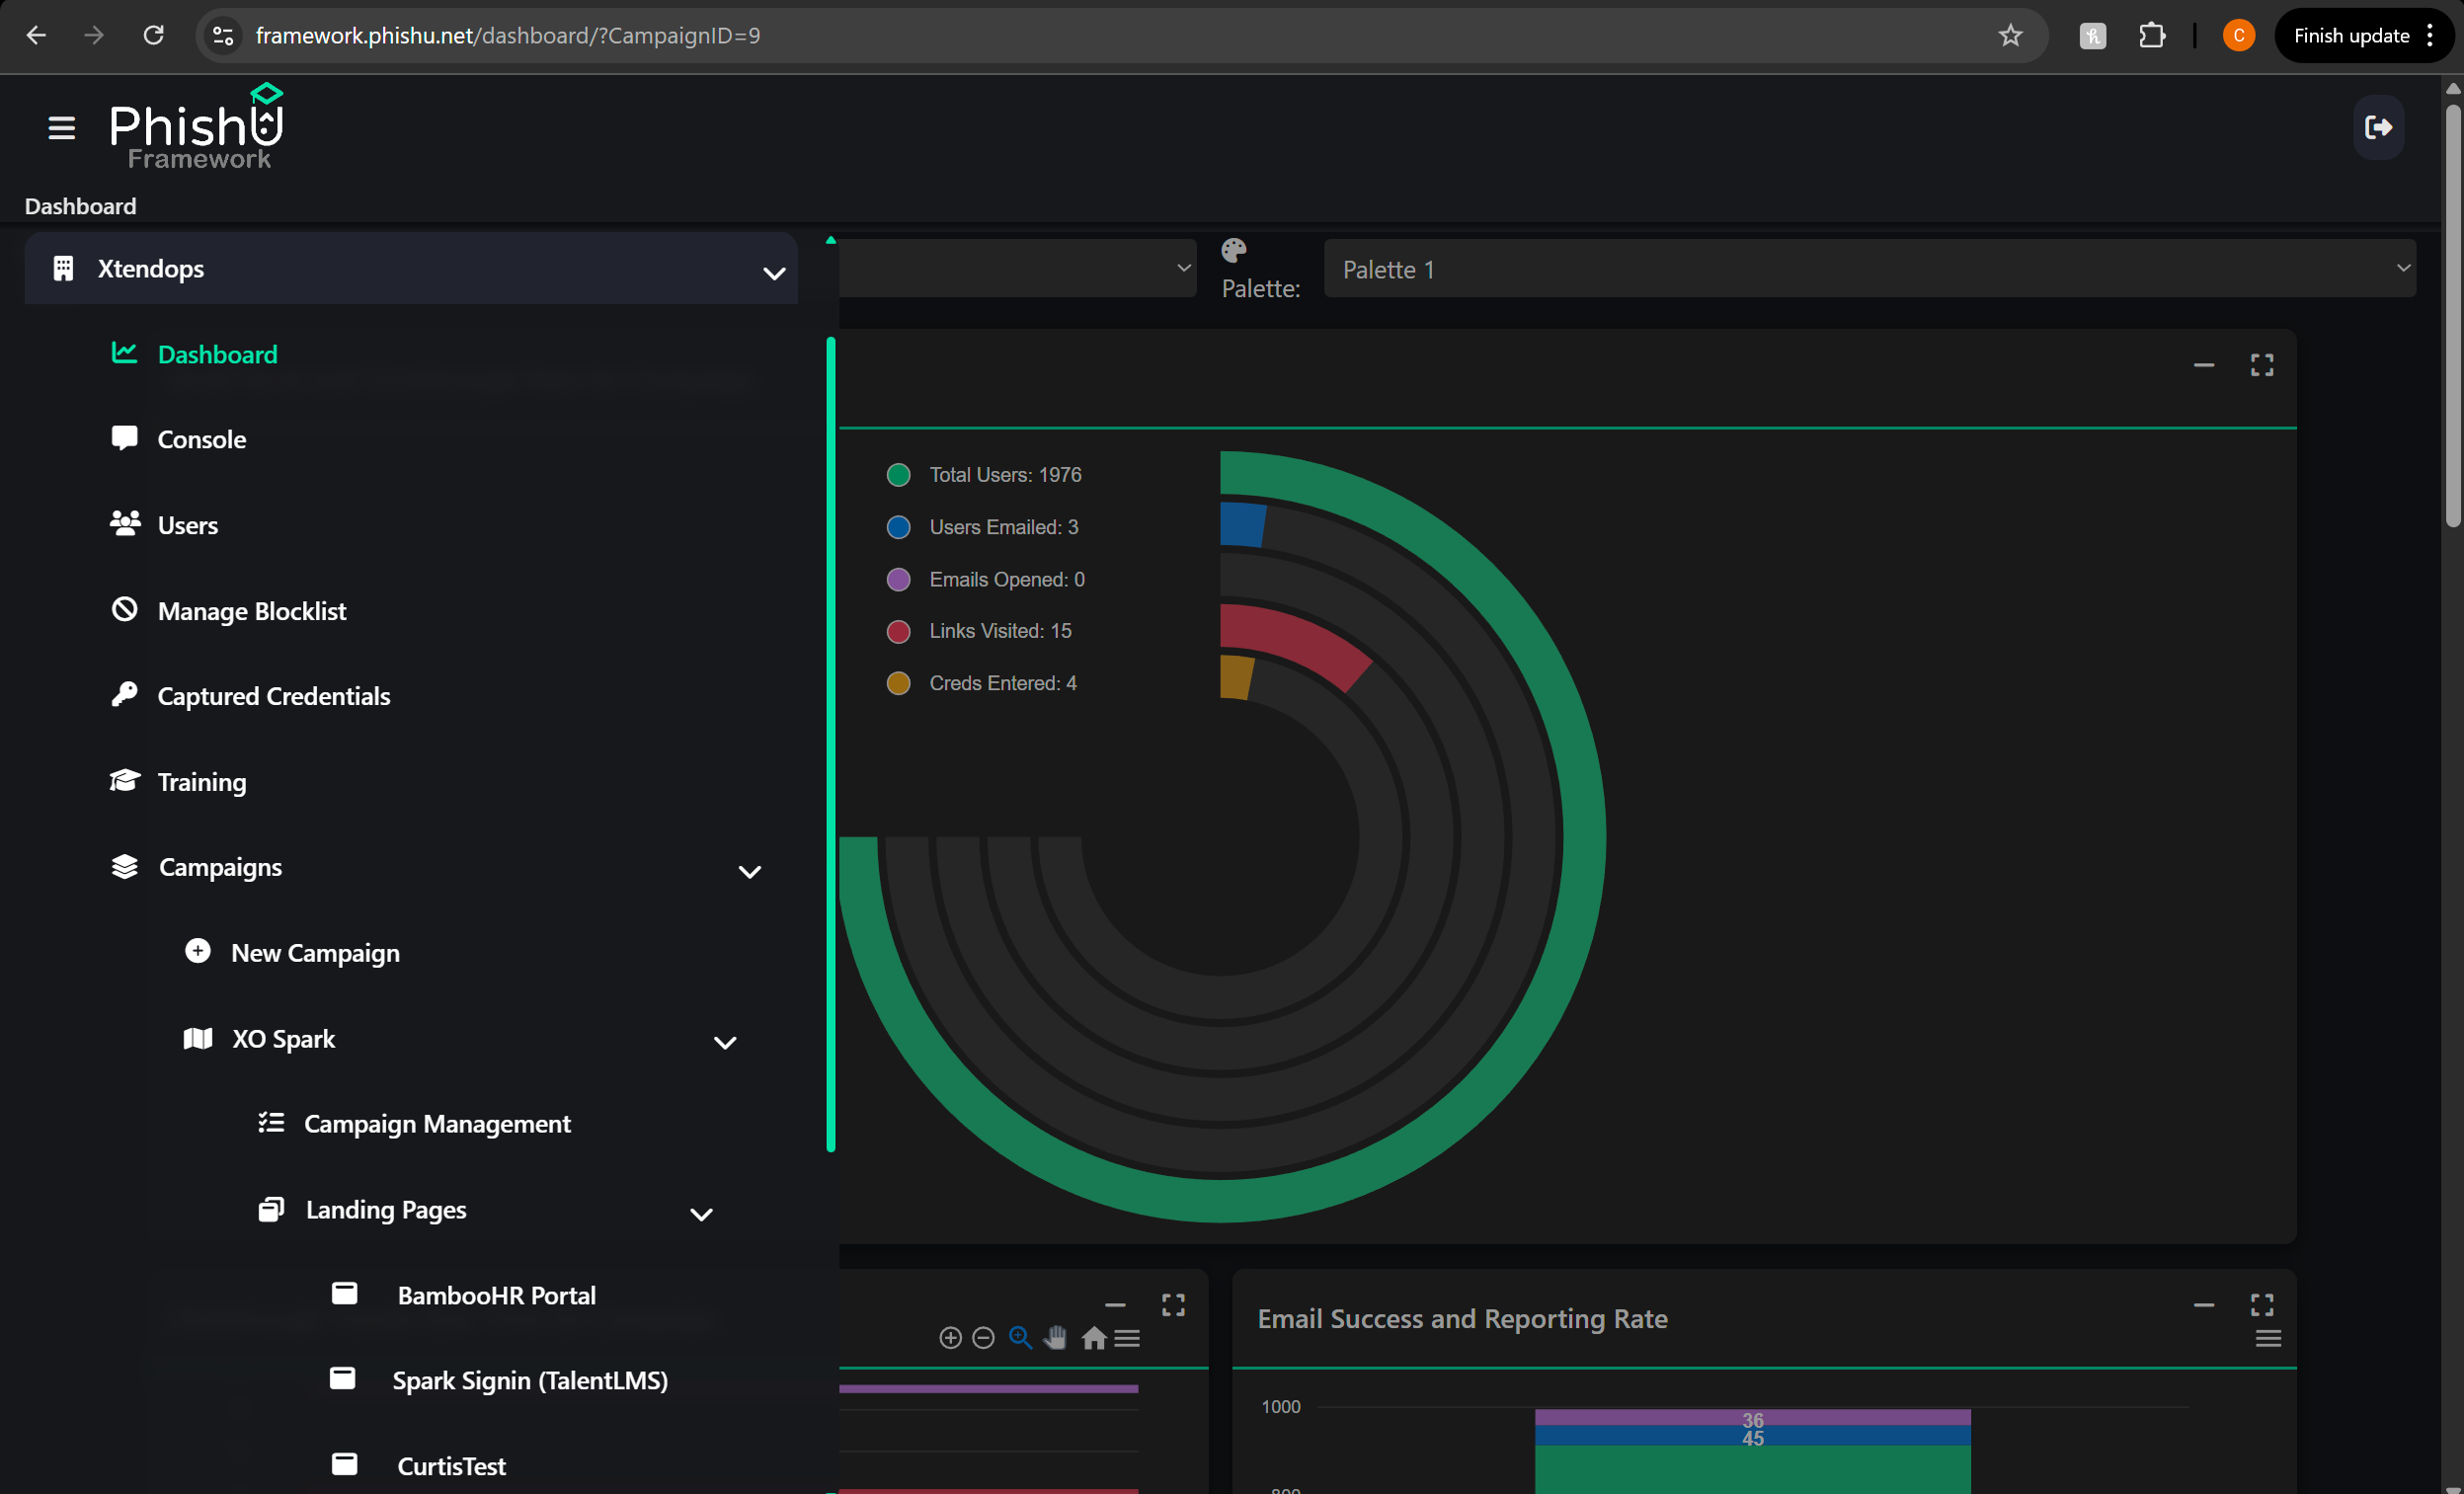 framework.phishu.net/dashboard/?CampaignID=9
C
Finish update
PhishU
Framework
Dashboard
Xtendops
Palette:
Palette 1
Dashboard
Console
Users
Manage Blocklist
Captured Credentials
Training
Campaigns
New Campaign
XO Spark
Campaign Management
Landing Pages
BambooHR Portal
Spark Signin (TalentLMS)
CurtisTest
Total Users: 1976
Users Emailed: 3
Emails Opened: 0
Links Visited: 15
Creds Entered: 4
Email Success and Reporting Rate
1000
36
45